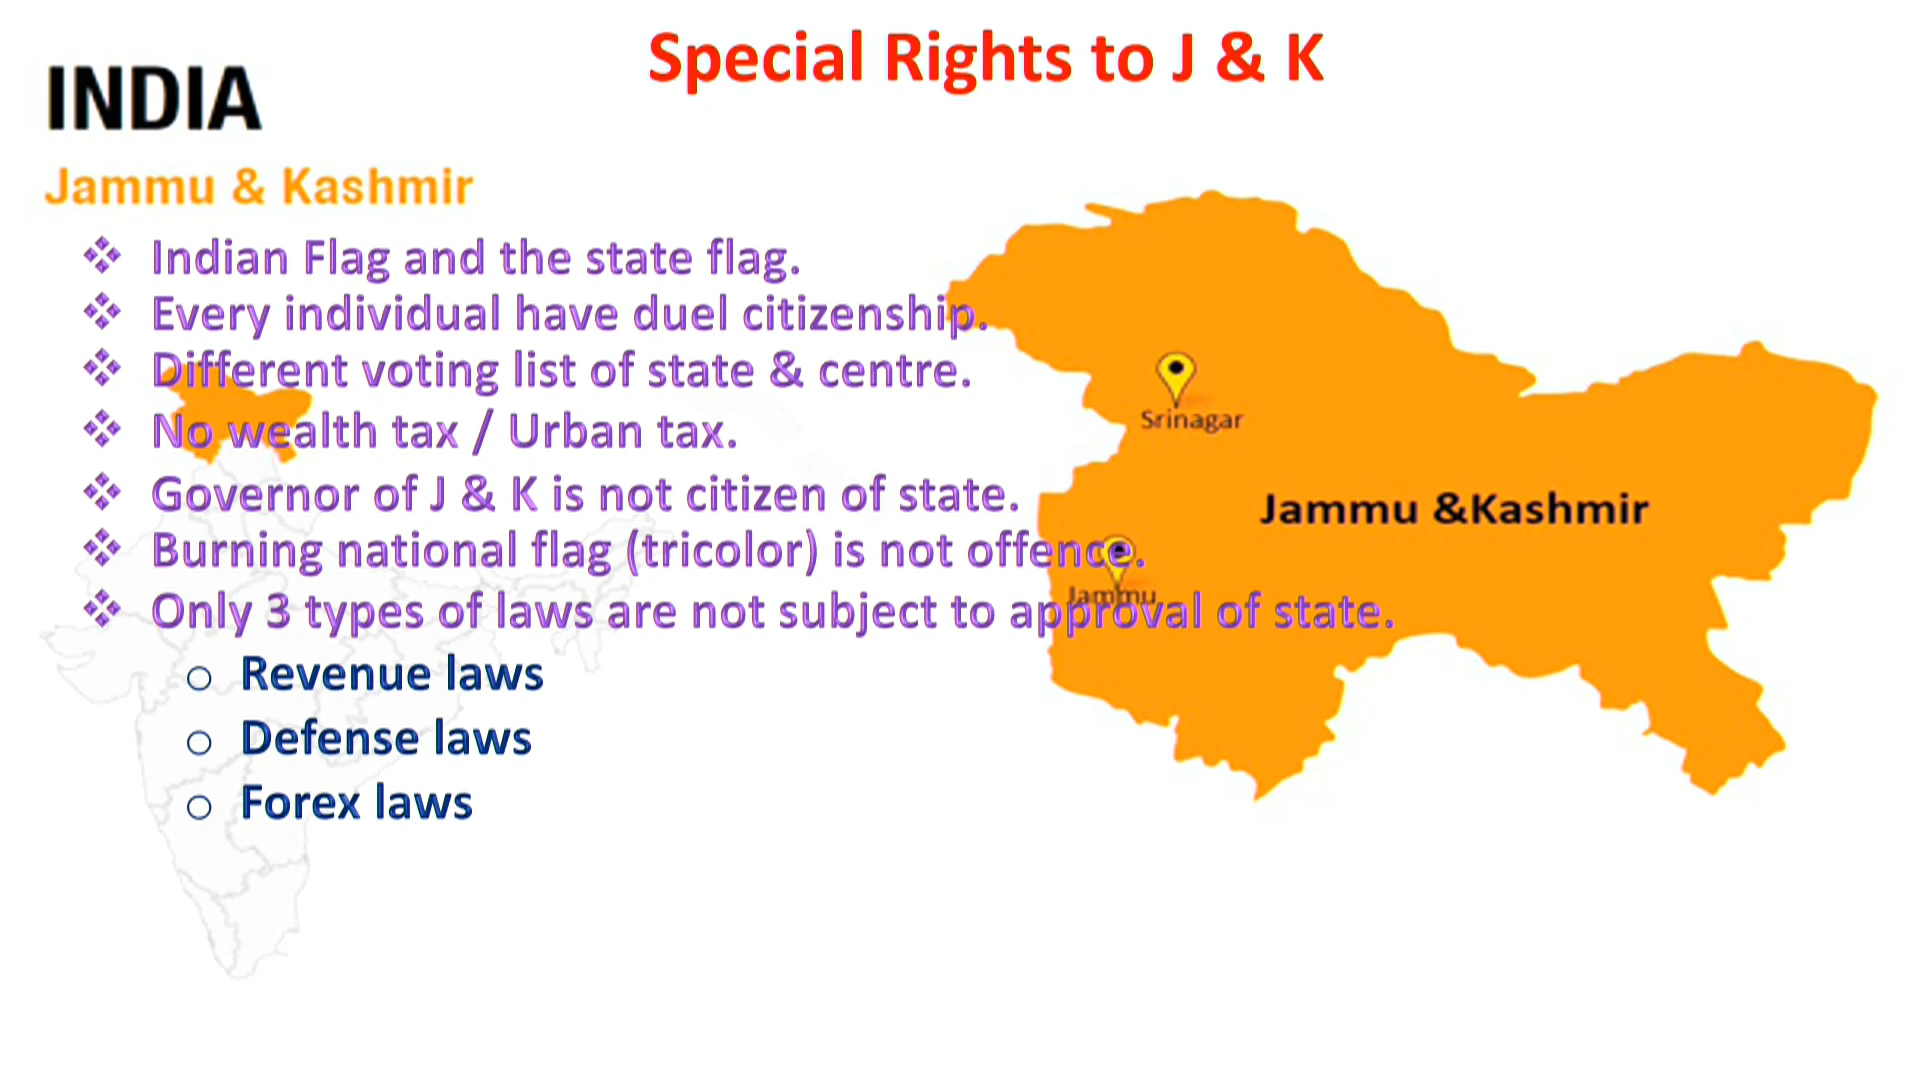 Special Rights to J & K
INDIA
Jammu & Kashmir
❖ Indian Flag and the state flag.
❖ Every individual have duel citizenship.
❖ Different voting list of state & centre.
❖ No wealth tax / Urban tax.
❖ Governor of J & K is not citizen of state.
❖ Burning national flag (tricolor) is not offence.
❖ Only 3 types of laws are not subject to approval of state.
o Revenue laws
o Defense laws
o Forex laws
Srinagar
Jammu &Kashmir
Jammu